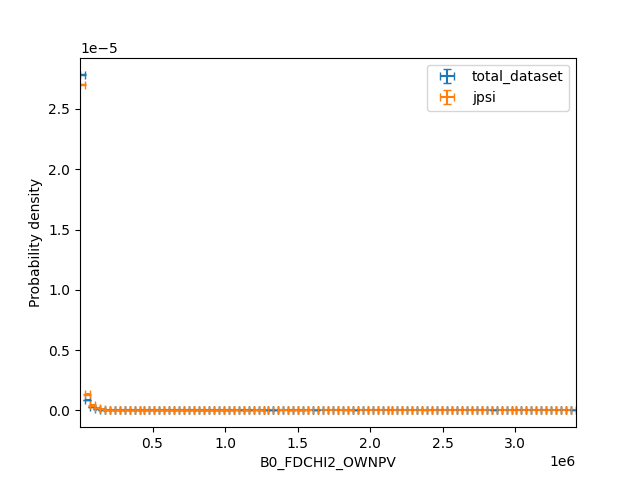 1e−5
total_dataset
jpsi
2.5
2.0
1.5
1.0
0.5
0.0
Probability density
0.5 1.0 1.5 2.0 2.5 3.0
B0_FDCHI2_OWNPV
1e6